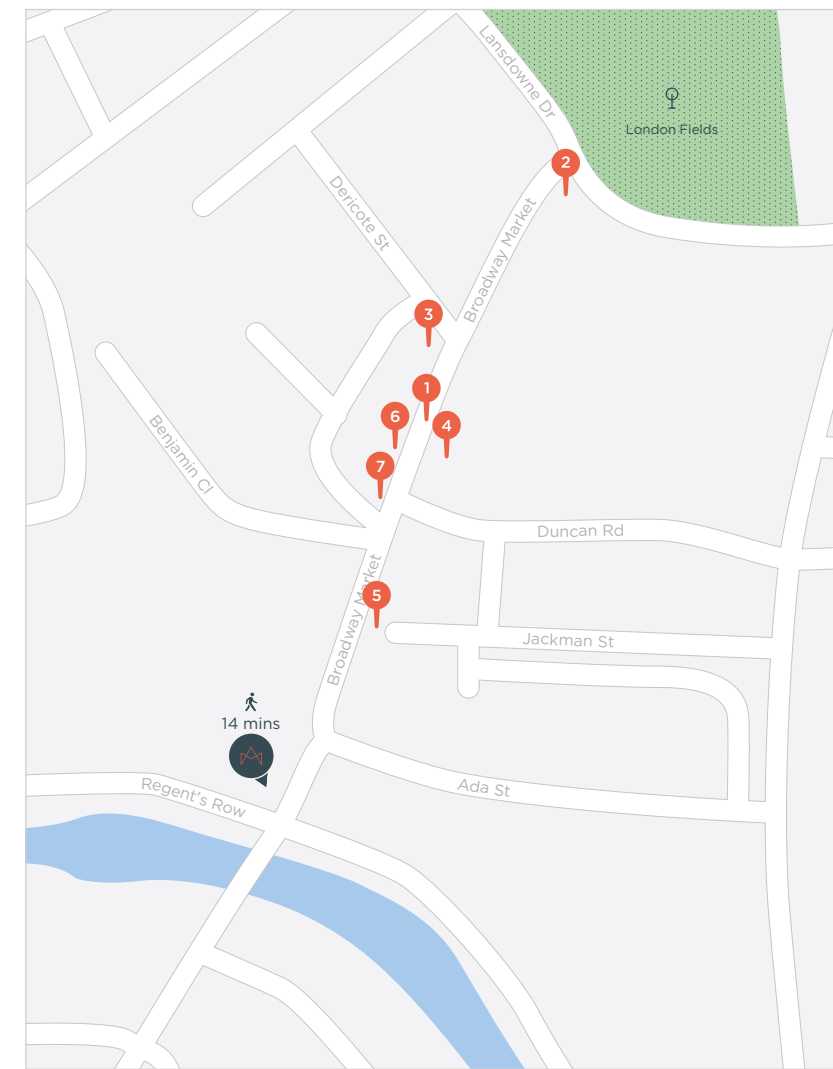 Lansdowne Dr
London Fields
2
Dericote St
Broadway Market
3
1
6
4
7
Benjamin Cl
Duncan Rd
Broadway Market
5
Jackman St
14 mins
Regent's Row
Ada St